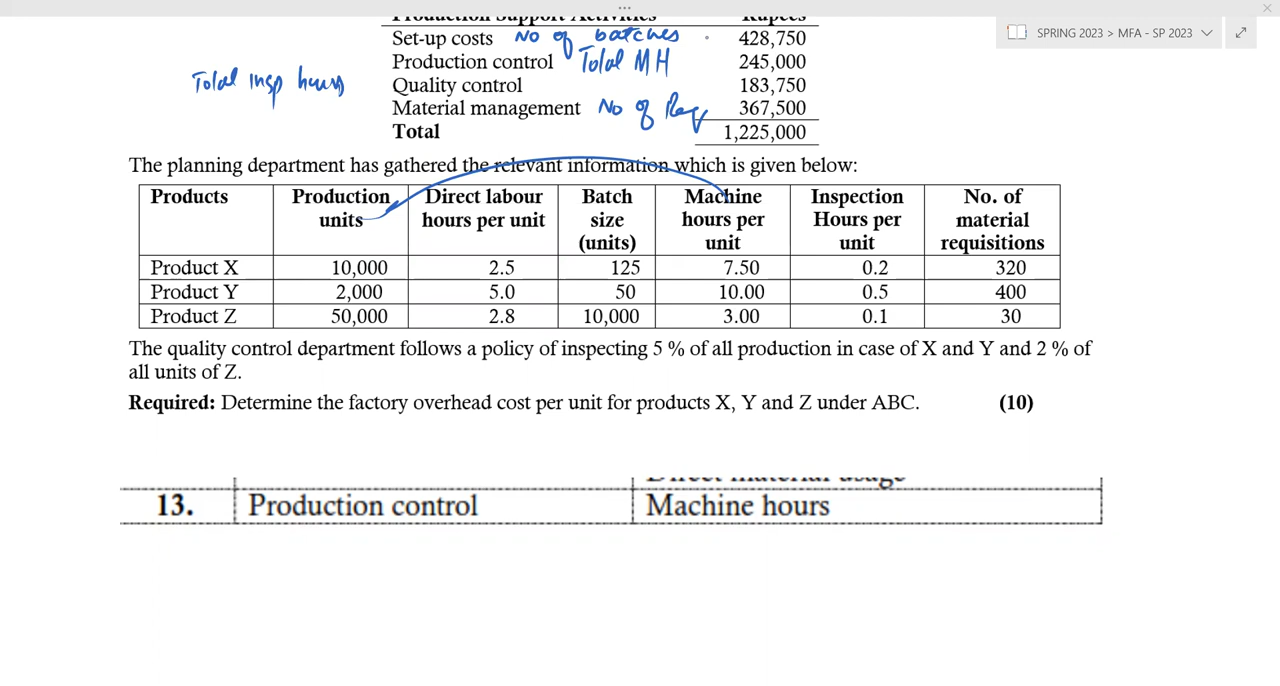 Production Support Activities Rupees
SPRING 2023 > MFA - SP 2023
Set-up costs No of batches 428,750
Production control Total MH 245,000
Total insp hours
Quality control 183,750
Material management No of Req 367,500
Total 1,225,000
The planning department has gathered the relevant information which is given below:
Products Production units Direct labour hours per unit Batch size (units) Machine hours per unit Inspection Hours per unit No. of material requisitions
Product X 10,000 2.5 125 7.50 0.2 320
Product Y 2,000 5.0 50 10.00 0.5 400
Product Z 50,000 2.8 10,000 3.00 0.1 30
The quality control department follows a policy of inspecting 5 % of all production in case of X and Y and 2 % of
all units of Z.
Required: Determine the factory overhead cost per unit for products X, Y and Z under ABC. (10)
Direct material usage
13. Production control Machine hours